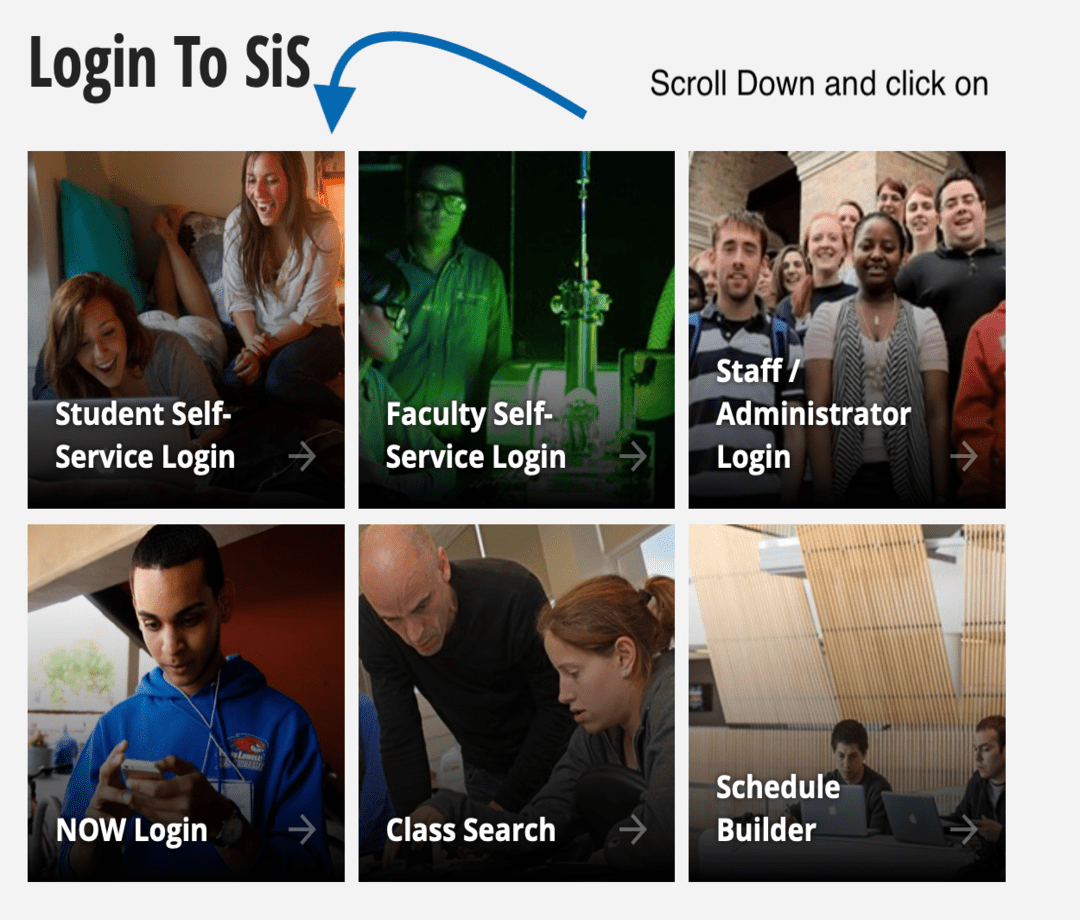 Login To SiS
Scroll Down and click on
Student Self-
Service Login
Faculty Self-
Service Login
Staff /
Administrator
Login
NOW Login
Class Search
Schedule
Builder